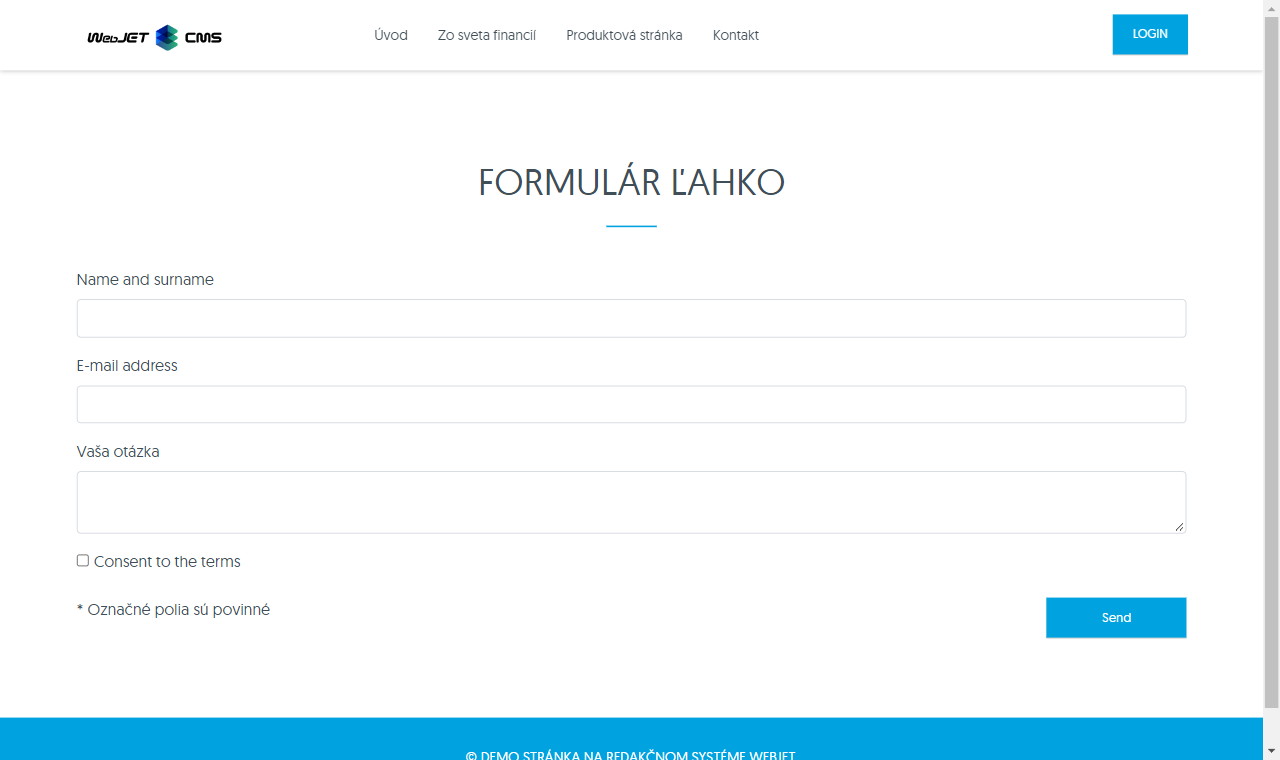 WebJET CMS
Úvod
Zo sveta financií
Produktová stránka
Kontakt
LOGIN
FORMULÁR ĽAHKO
Name and surname
E-mail address
Vaša otázka
Consent to the terms
* Označné polia sú povinné
Send
© DEMO STRÁNKA NA REDAKČNOM SYSTÉME WEBJET